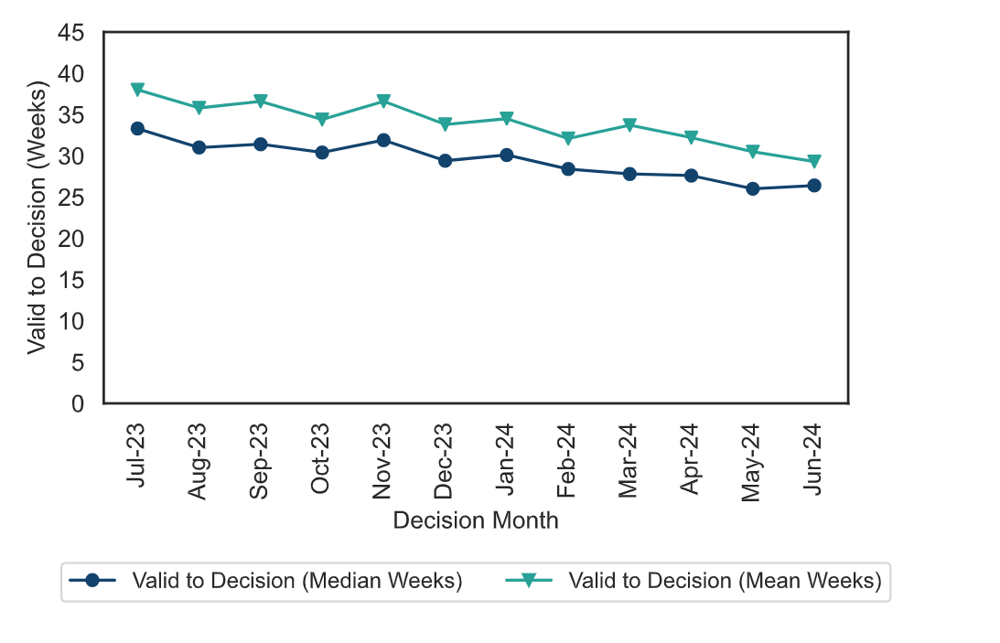 45
40
35
30
25
20
15
10
5
0
Valid to Decision (Weeks)
Jul-23
Aug-23
Sep-23
Oct-23
Nov-23
Dec-23
Jan-24
Feb-24
Mar-24
Apr-24
May-24
Jun-24
Decision Month
Valid to Decision (Median Weeks) Valid to Decision (Mean Weeks)